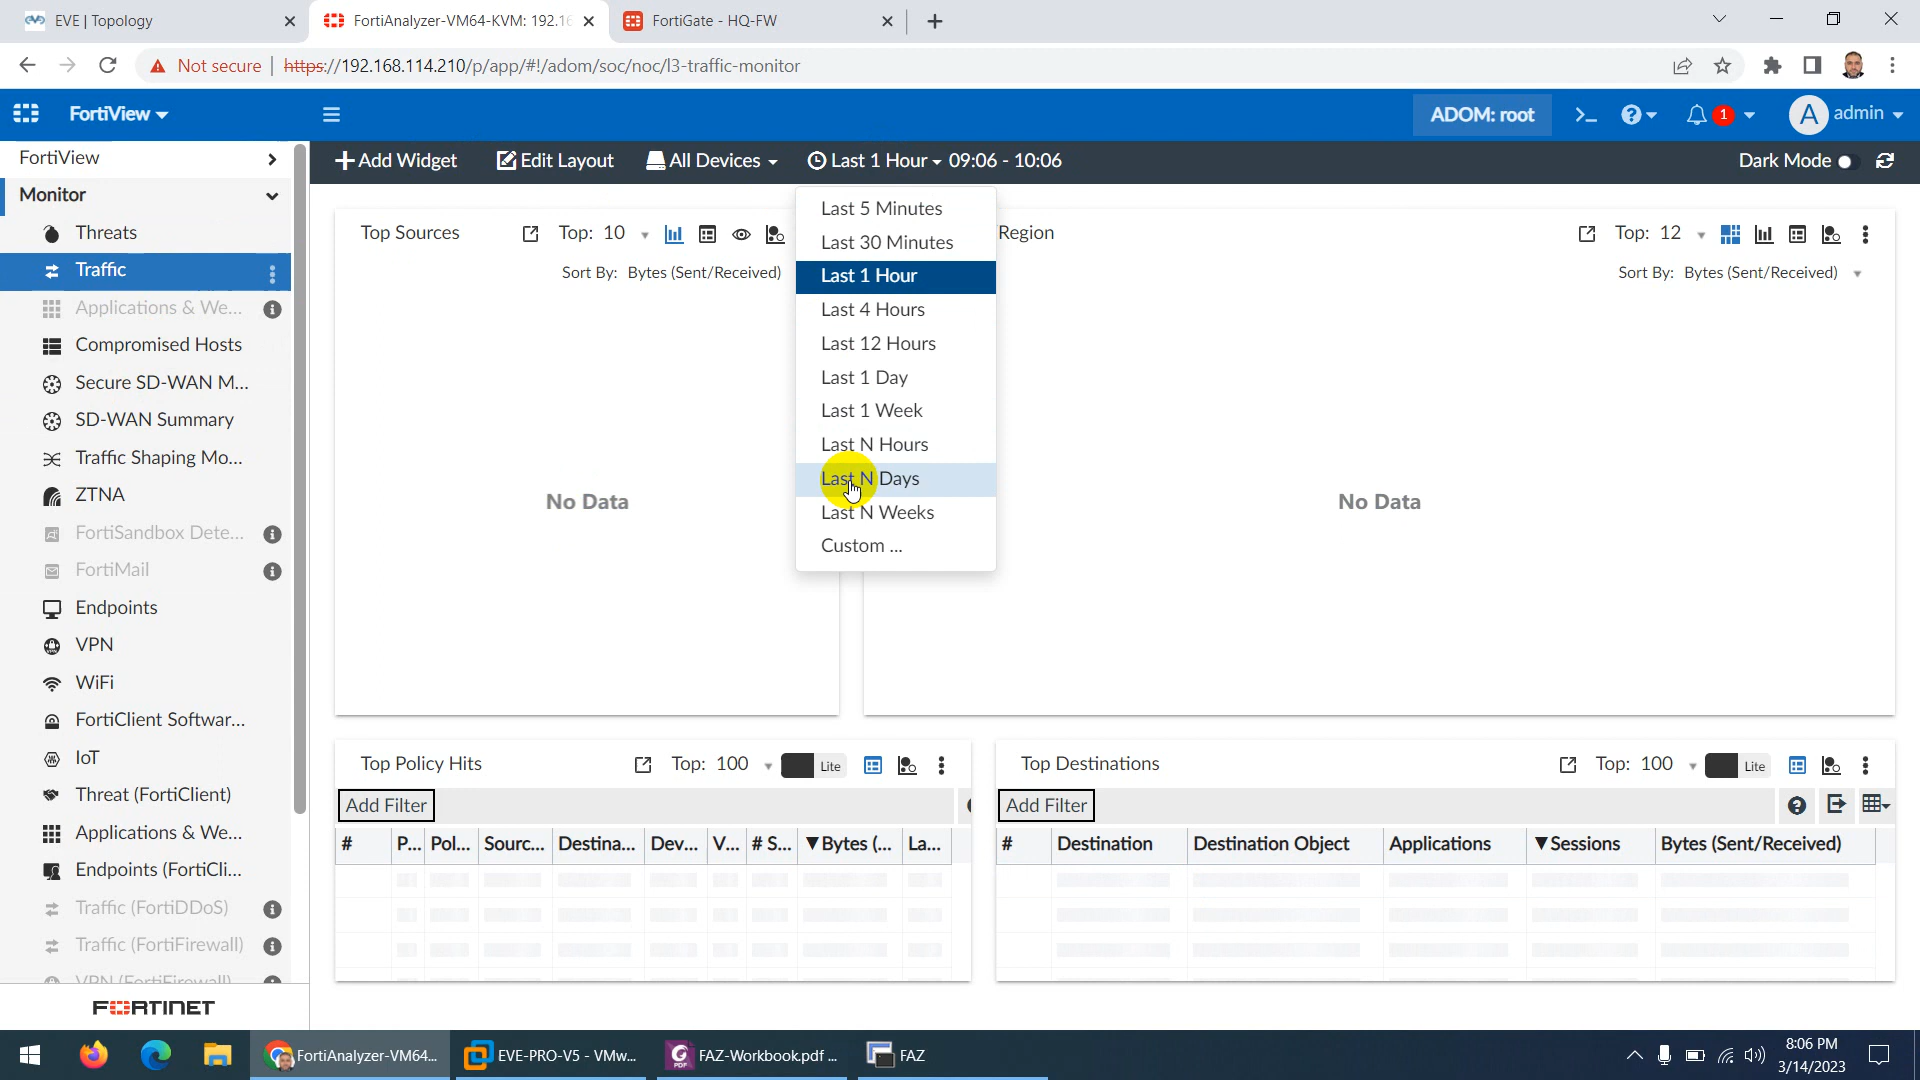 EVE | Topology
FortiAnalyzer-VM64-KVM: 192.16
FortiGate - HQ-FW
Not secure
https://192.168.114.210/p/app/#!/adom/soc/noc/l3-traffic-monitor
FortiView
ADOM: root
1
A
admin
FortiView
Add Widget
Edit Layout
All Devices
Last 1 Hour
09:06 - 10:06
Dark Mode
Monitor
Threats
Traffic
Applications & We...
Compromised Hosts
Secure SD-WAN M...
SD-WAN Summary
Traffic Shaping Mo...
ZTNA
FortiSandbox Dete...
FortiMail
Endpoints
VPN
WiFi
FortiClient Softwar...
IoT
Threat (FortiClient)
Applications & We...
Endpoints (FortiCli...
Traffic (FortiDDoS)
Traffic (FortiFirewall)
VPN (FortiFirewall)
FORTINET
Top Sources
Top: 10
Sort By: Bytes (Sent/Received)
No Data
Last 5 Minutes
Last 30 Minutes
Last 1 Hour
Last 4 Hours
Last 12 Hours
Last 1 Day
Last 1 Week
Last N Hours
Last N Days
Last N Weeks
Custom ...
Region
Top: 12
Sort By: Bytes (Sent/Received)
No Data
Top Policy Hits
Top: 100
Lite
Add Filter
# P... Pol... Sourc... Destina... Dev... V... # S... Bytes (... La...
Top Destinations
Top: 100
Lite
Add Filter
# Destination Destination Object Applications Sessions Bytes (Sent/Received)
FortiAnalyzer-VM64...
EVE-PRO-V5 - VMw...
PDF
FAZ-Workbook.pdf ...
FAZ
8:06 PM
3/14/2023